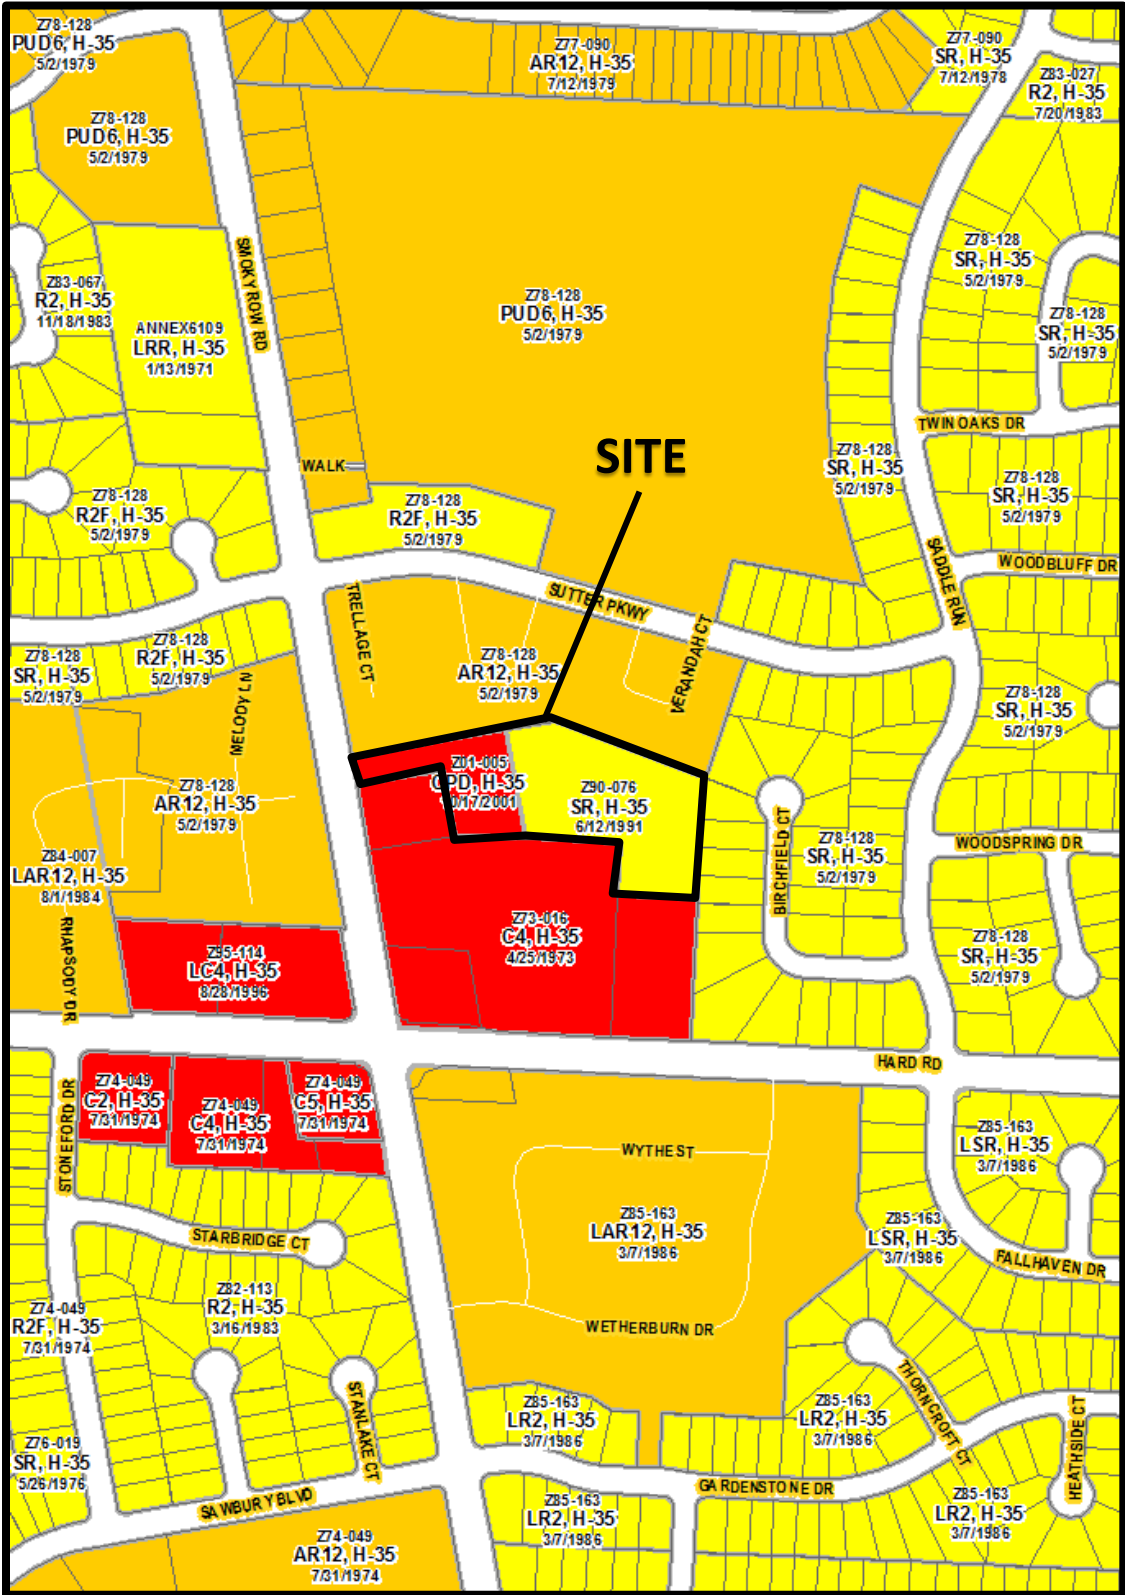 Z78-128
PUD6, H-35
5/2/1979
Z77-090
AR12, H-35
7/12/1979
Z77-090
SR, H-35
7/12/1978
Z83-027
R2, H-35
7/20/1983
Z78-128
PUD6, H-35
5/2/1979
SMOKY ROW RD
Z78-128
SR, H-35
5/2/1979
Z83-067
R2, H-35
11/18/1983
ANNEX6109
LRR, H-35
1/13/1971
Z78-128
PUD6, H-35
5/2/1979
Z78-128
SR, H-35
5/2/1979
TWIN OAKS DR
SITE
WALK
Z78-128
SR, H-35
5/2/1979
Z78-128
R2F, H-35
5/2/1979
Z78-128
R2F, H-35
5/2/1979
Z78-128
SR, H-35
5/2/1979
SADDLE RUN
WOODBLUFF DR
TRELLAGE CT
SUTTER PKWY
VERANDAH CT
Z78-128
SR, H-35
5/2/1979
Z78-128
R2F, H-35
5/2/1979
MELODY LN
Z78-128
AR12, H-35
5/2/1979
Z78-128
SR, H-35
5/2/1979
Z78-128
AR12, H-35
5/2/1979
Z01-005
CPD, H-35
10/17/2001
Z90-076
SR, H-35
6/12/1991
BIRCHFIELD CT
Z78-128
SR, H-35
5/2/1979
WOODSPRING DR
Z84-007
LAR12, H-35
8/1/1984
RHAPSODY DR
Z95-114
LC4, H-35
8/28/1996
Z73-016
C4, H-35
4/25/1973
Z78-128
SR, H-35
5/2/1979
HARD RD
STONEFORD DR
Z74-049
C2, H-35
7/31/1974
Z74-049
C4, H-35
7/31/1974
Z74-049
C5, H-35
7/31/1974
WYTHE ST
Z85-163
LSR, H-35
3/7/1986
Z85-163
LAR12, H-35
3/7/1986
Z85-163
LSR, H-35
3/7/1986
FALLHAVEN DR
STARBRIDGE CT
Z82-113
R2, H-35
3/16/1983
Z74-049
R2F, H-35
7/31/1974
WETHERBURN DR
THORNCROFT CT
STANLAKE CT
Z85-163
LR2, H-35
3/7/1986
Z85-163
LR2, H-35
3/7/1986
HEATHSIDE CT
Z76-019
SR, H-35
5/26/1976
SAWBURY BLVD
GARDENSTONE DR
Z85-163
LR2, H-35
3/7/1986
Z85-163
LR2, H-35
3/7/1986
Z74-049
AR12, H-35
7/31/1974